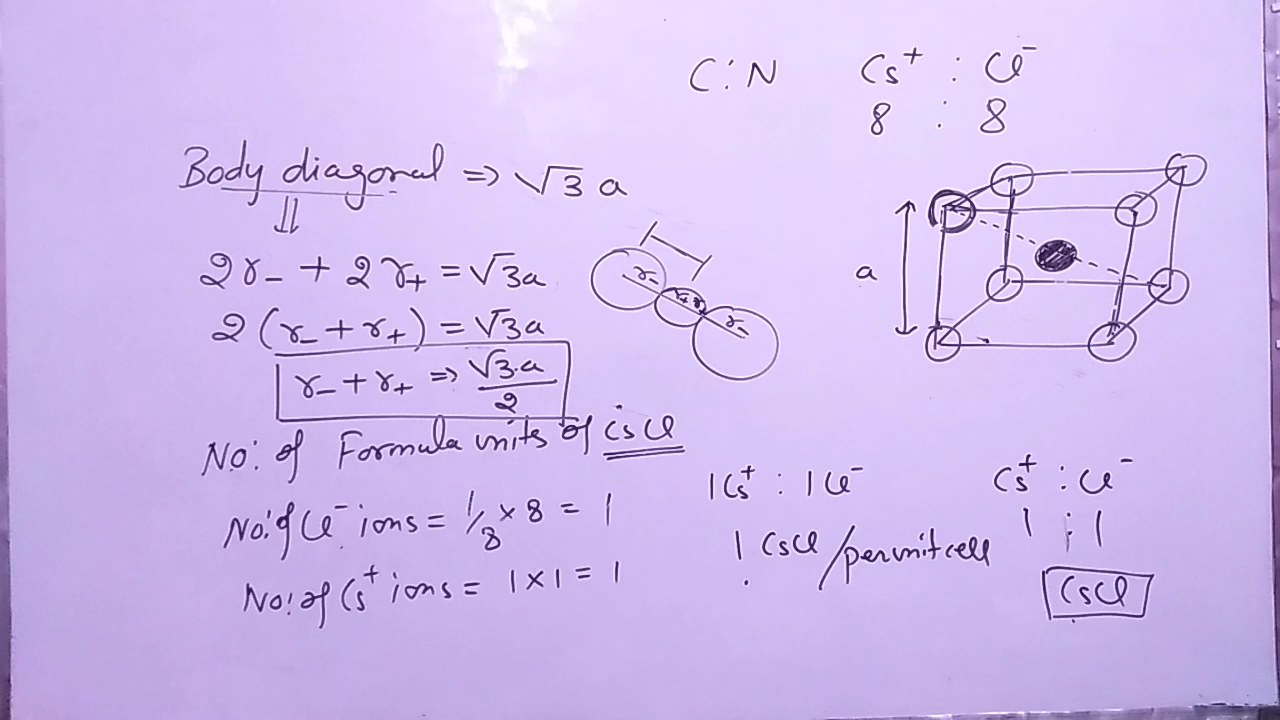 C:N Cs⁺ : Cl⁻
8 : 8
Body diagonal ⇒ √3 a
⇓
2r₋ + 2r₊ = √3a
2(r₋ + r₊) = √3a
r₋ + r₊ ⇒ √3.a/2
r₋
r₊
r₋
a
No: of Formula units of CsCl
No: of Cl⁻ ions = 1/8 × 8 = 1
No: of Cs⁺ ions = 1 × 1 = 1
1Cs⁺ : 1Cl⁻
1 CsCl /per unit cell
Cs⁺ : Cl⁻
1 : 1
CsCl